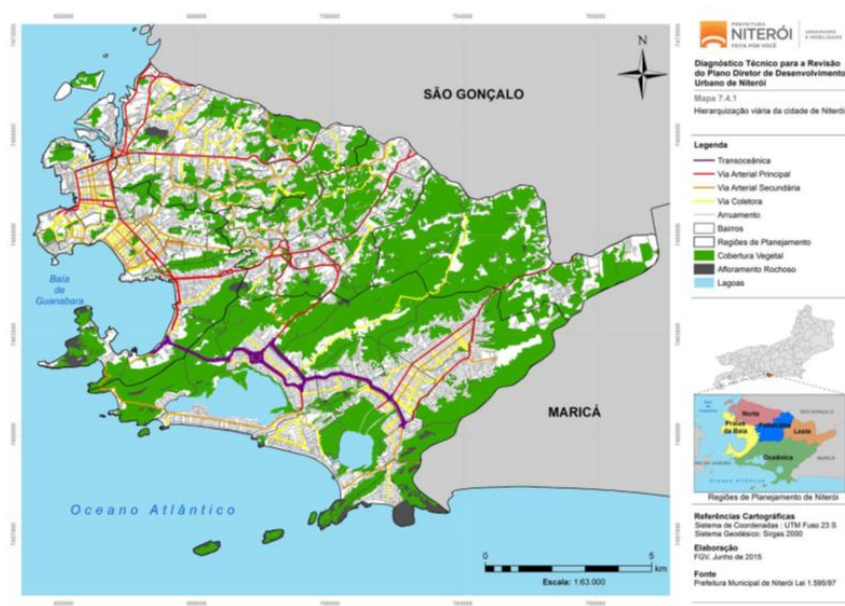 N
SÃO GONÇALO
Baía
de
Guanabara
MARICÁ
Oceano Atlântico
0
5
km
Escala: 1:63.000
PREFEITURA
NITERÓI
FEITA POR VOCÊ
URBANISMO
E MOBILIDADE
Diagnóstico Técnico para a Revisão
do Plano Diretor de Desenvolvimento
Urbano de Niterói
Mapa 7.4.1
Hierarquização viária da cidade de Niterói
Legenda
Transoceânica
Via Arterial Principal
Via Arterial Secundária
Via Coletora
Arruamento
Bairros
Regiões de Planejamento
Cobertura Vegetal
Afloramento Rochoso
Lagoas
Norte
SÃO GONÇALO
Praias
da Baía
Pendotiba
Leste
Oceânica
MARICÁ
Oceano Atlântico
Regiões de Planejamento de Niterói
Referências Cartográficas
Sistema de Coordenadas : UTM Fuso 23 S
Sistema Geodésico: Sirgas 2000
Elaboração
FGV, Junho de 2015
Fonte
Prefeitura Municipal de Niterói Lei 1.595/97